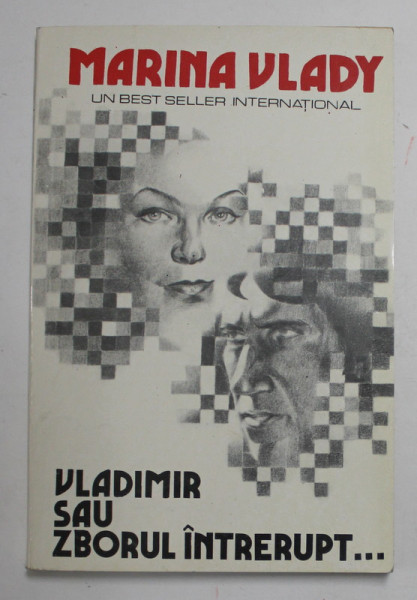 MARINA VLADY
UN BEST SELLER INTERNAȚIONAL
VLADIMIR
SAU
ZBORUL ÎNTRERUPT...